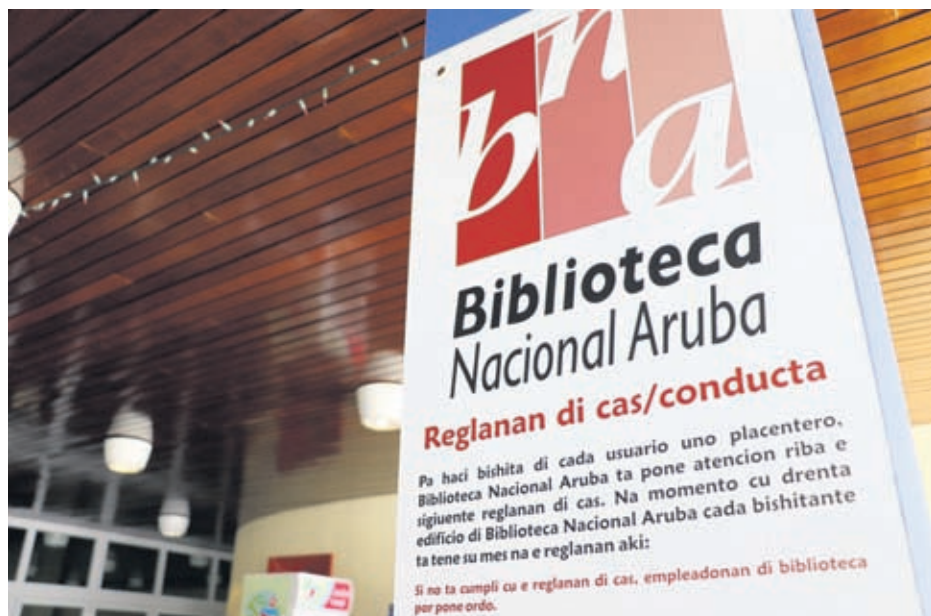 bna
Biblioteca
Nacional Aruba
Reglanan di cas/conducta
Pa haci bishita di cada usuario uno placentero,
Biblioteca Nacional Aruba ta pone atencion riba e
siguiente reglanan di cas. Na momento cu drenta
edificio di Biblioteca Nacional Aruba cada bishitante
ta tene su mes na e reglanan aki:
Si no ta cumpli cu e reglanan di cas, empleadonan di biblioteca
por pone ordo.